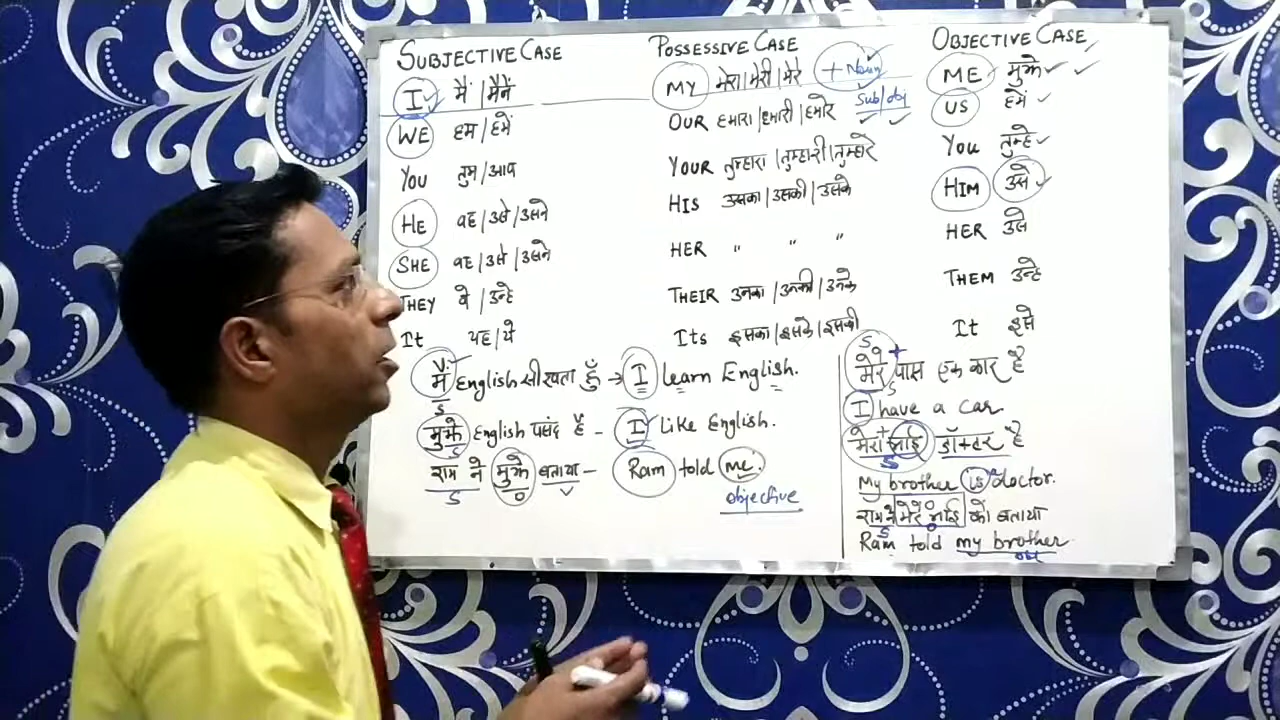 SUBJECTIVE CASE POSSESSIVE CASE OBJECTIVE CASE
I मैं/मैंने MY मेरा/मेरी/मेरे + Noun ME मुझे
Sub/obj
WE हम/हमें OUR हमारा/हमारी/हमारे US हमें
YOU तुम/आप YOUR तुम्हारा/तुम्हारी/तुम्हारे YOU तुम्हे
HE वह/उसे/उसने HIS उसका/उसकी/उसके HIM उसे
SHE वह/उसे/उसने HER " " " HER उसे
THEY वे/उन्हे THEIR उनका/उनकी/उनके THEM उन्हे
It यह/ये Its इसका/इसके/इसकी It इसे
मैं English सीखता हूँ → I learn English.
S
मुझे English पसंद है - I Like English.
S
राम ने मुझे बताया - Ram told me.
S O V objective
S
मेरे पास एक कार है
S
I have a car
मेरा भाई डॉक्टर है
S
My brother is doctor.
राम ने मेरे भाई को बताया
S O
Ram told my brother.
obj